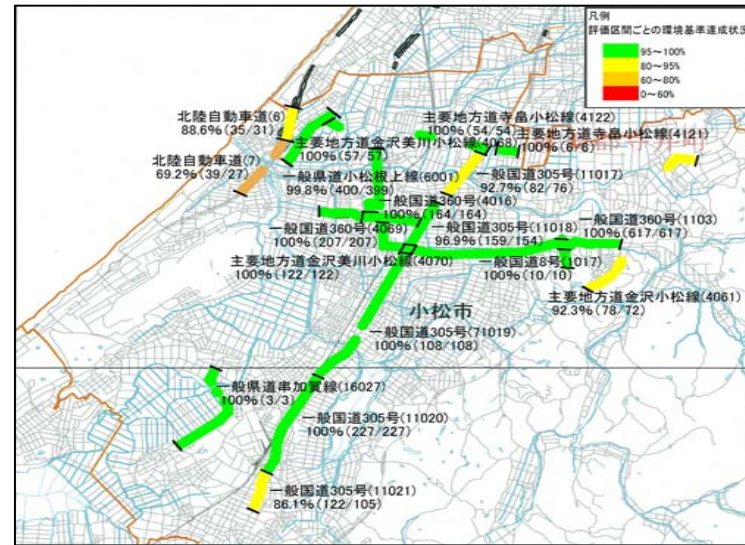 凡例
評価区間ごとの環境基準達成状況
95～100%
80～95%
60～80%
0～60%
北陸自動車道(6)
88.6%(35/31)
主要地方道寺畠小松線(4122)
100%(54/54)
主要地方道寺畠小松線(4121)
100%(6/6)
主要地方道金沢美川小松線(4068)
100%(57/57)
北陸自動車道(7)
69.2%(39/27)
一般県道小松根上線(6001)
99.8%(400/399)
一般国道305号(11017)
92.7%(82/76)
一般国道360号(4016)
100%(164/164)
一般国道360号(4069)
100%(207/207)
一般国道305号(11018)
96.9%(159/154)
一般国道360号(1103)
100%(617/617)
主要地方道金沢美川小松線(4070)
100%(122/122)
一般国道8号(1017)
100%(10/10)
主要地方道金沢小松線(4061)
92.3%(78/72)
小松市
一般国道305号(71019)
100%(108/108)
一般県道串加賀線(16027)
100%(3/3)
一般国道305号(11020)
100%(227/227)
一般国道305号(11021)
86.1%(122/105)